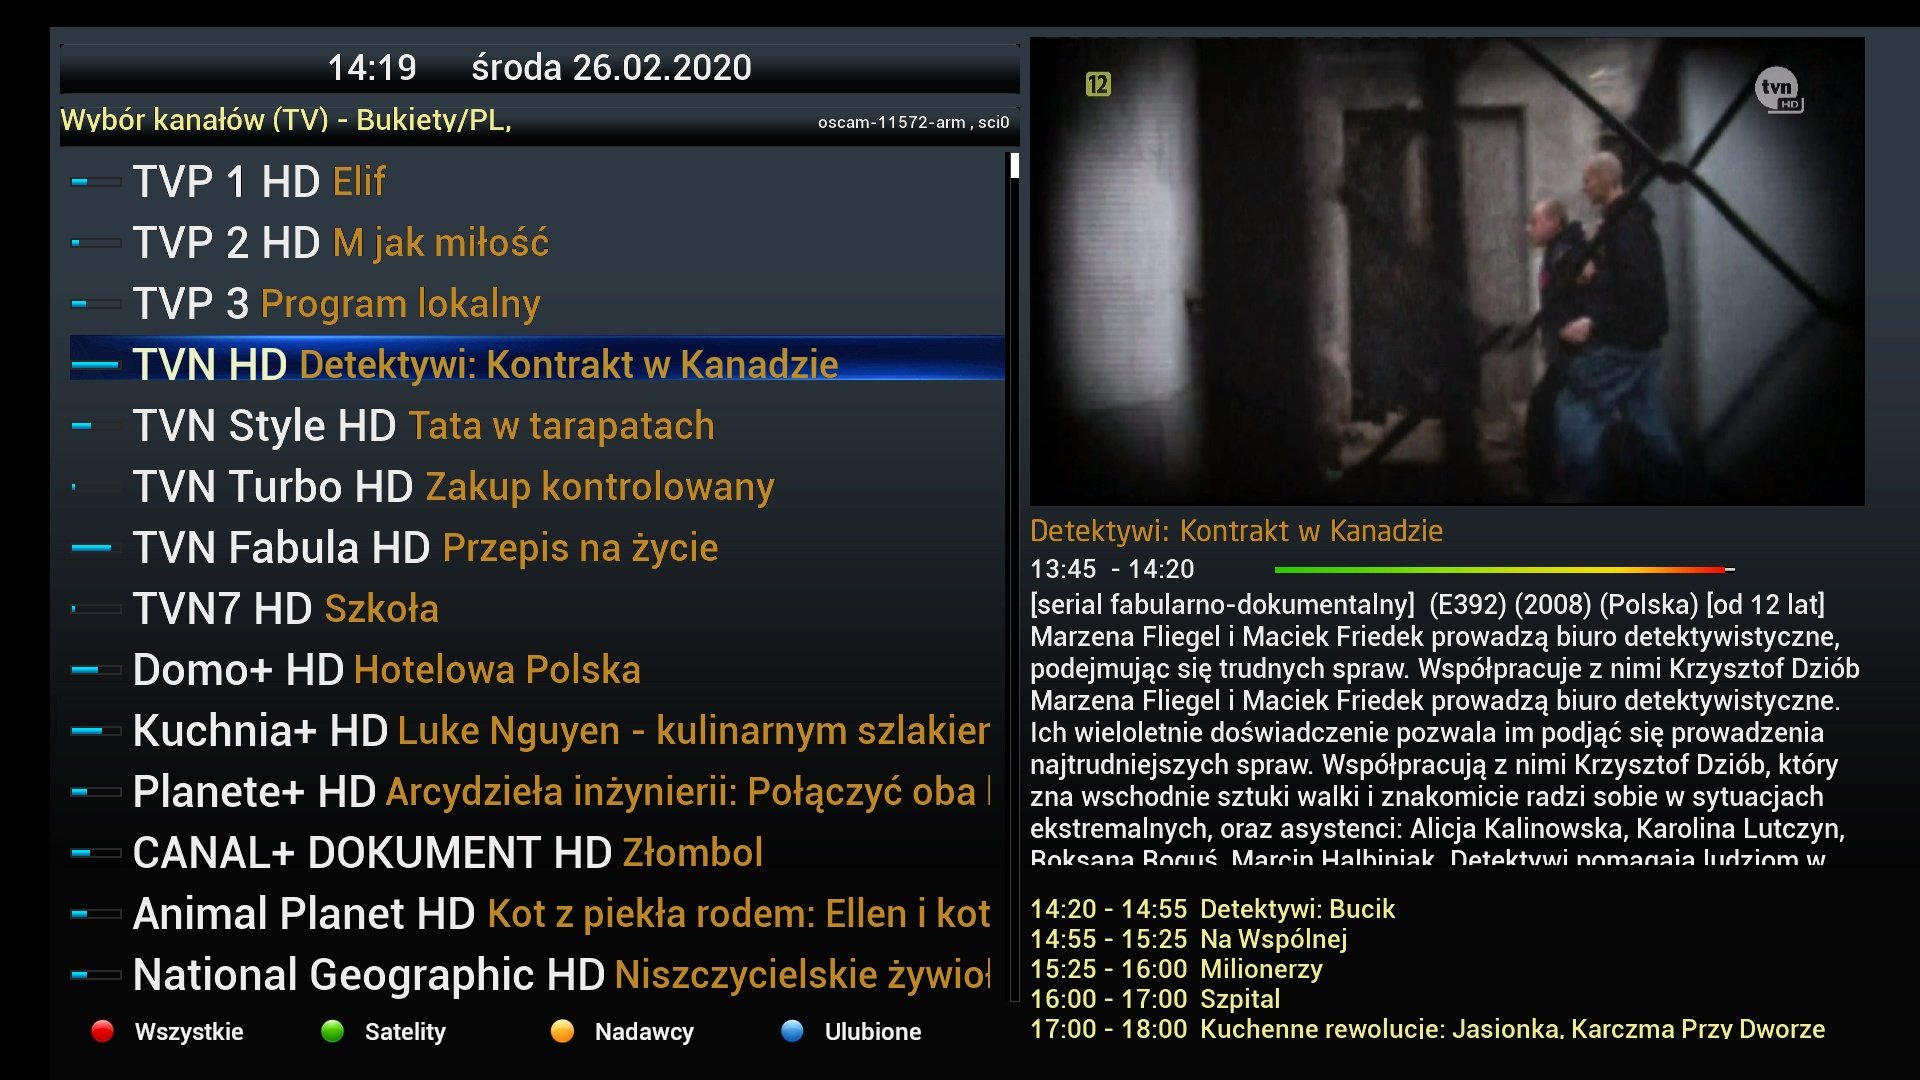 14:19 środa 26.02.2020
Wybór kanałów (TV) - Bukiety/PL,
oscam-11572-arm , sci0
TVP 1 HD Elif
TVP 2 HD M jak miłość
TVP 3 Program lokalny
TVN HD Detektywi: Kontrakt w Kanadzie
TVN Style HD Tata w tarapatach
TVN Turbo HD Zakup kontrolowany
TVN Fabula HD Przepis na życie
TVN7 HD Szkoła
Domo+ HD Hotelowa Polska
Kuchnia+ HD Luke Nguyen - kulinarnym
Planete+ HD Arcydzieła inżynierii: Połączyć oba
CANAL+ DOKUMENT HD Złombol
Animal Planet HD Kot z piekła rodem: Ellen i kot
National Geographic HD Niszczycielskie
Wszystkie
Satelity
Nadawcy
Ulubione
12
tvn
HD
Detektywi: Kontrakt w Kanadzie
13:45 - 14:20
[serial fabularno-dokumentalny] (E392) (2008) (Polska) [od 12 lat]
Marzena Fliegel i Maciek Friedek prowadzą biuro detektywistyczne,
podejmując się trudnych spraw. Współpracuje z nimi Krzysztof Dziób
Marzena Fliegel i Maciek Friedek prowadzą biuro detektywistyczne.
Ich wieloletnie doświadczenie pozwala im podjąć się prowadzenia
najtrudniejszych spraw. Współpracują z nimi Krzysztof Dziób, który
zna wschodnie sztuki walki i znakomicie radzi sobie w sytuacjach
ekstremalnych, oraz asystenci: Alicja Kalinowska, Karolina Lutczyn,
Roksana Boguś, Marcin Halbiniak. Detektywi pomagają ludziom w
14:20 - 14:55 Detektywi: Bucik
14:55 - 15:25 Na Wspólnej
15:25 - 16:00 Milionerzy
16:00 - 17:00 Szpital
17:00 - 18:00 Kuchenne rewolucje: Jasionka, Karczma Przy Dworze